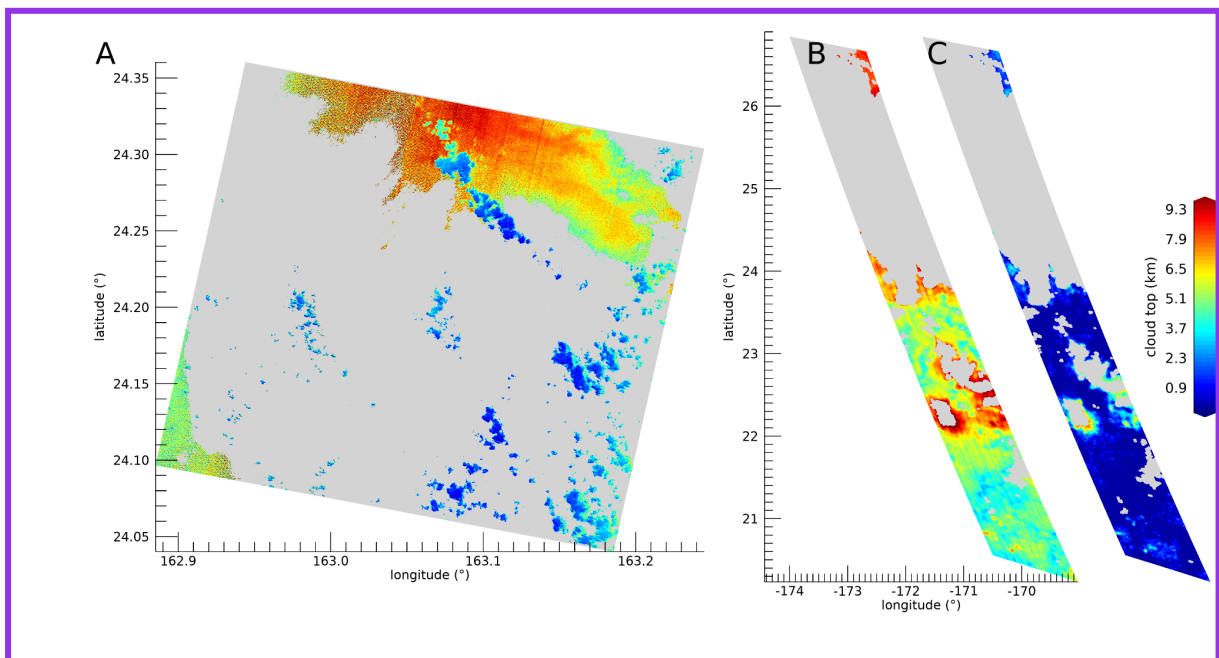 A
24.35
24.30
24.25
24.20
24.15
24.10
24.05
latitude (°)
162.9 163.0 163.1 163.2
longitude (°)
B C
26
25
24
23
22
21
latitude (°)
-174 -173 -172 -171 -170
longitude (°)
cloud top (km)
9.3
7.9
6.5
5.1
3.7
2.3
0.9